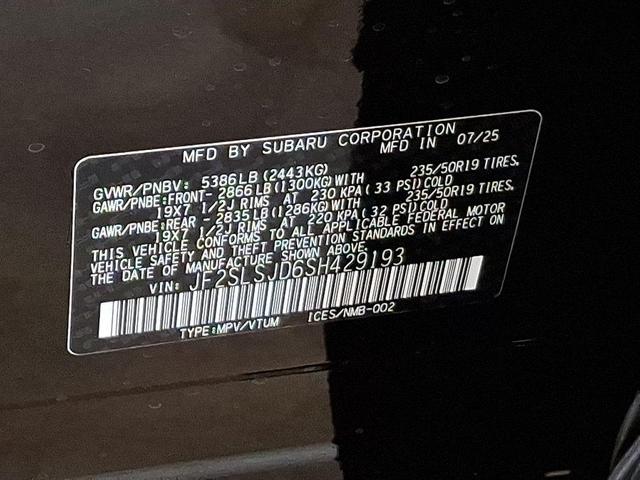 MFD BY SUBARU CORPORATION
MFD IN 07/25
GVWR/PNBV: 5386LB (2443KG)
GAWR/PNBE:FRONT- 2866LB(1300KG)WITH 235/50R19 TIRES,
19X7 1/2J RIMS AT 230 KPA(33 PSI)COLD
GAWR/PNBE:REAR - 2835LB(1286KG)WITH 235/50R19 TIRES,
19X7 1/2J RIMS AT 220 KPA(32 PSI)COLD
THIS VEHICLE CONFORMS TO ALL APPLICABLE FEDERAL MOTOR
VEHICLE SAFETY AND THEFT PREVENTION STANDARDS IN EFFECT ON
THE DATE OF MANUFACTURE SHOWN ABOVE.
VIN: JF2SLSJD6SH429193
TYPE:MPV/VTUM ICES/NMB-002